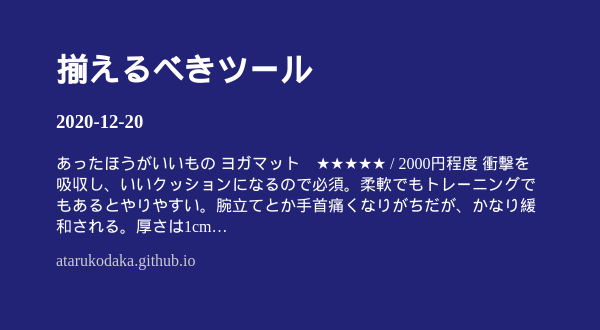 揃えるべきツール
2020-12-20
あったほうがいいもの ヨガマット　★★★★★ / 2000円程度 衝撃を
吸収し、いいクッションになるので必須。柔軟でもトレーニングで
もあるとやりやすい。腕立てとか手首痛くなりがちだが、かなり緩
和される。厚さは1cm…
atarukodaka.github.io